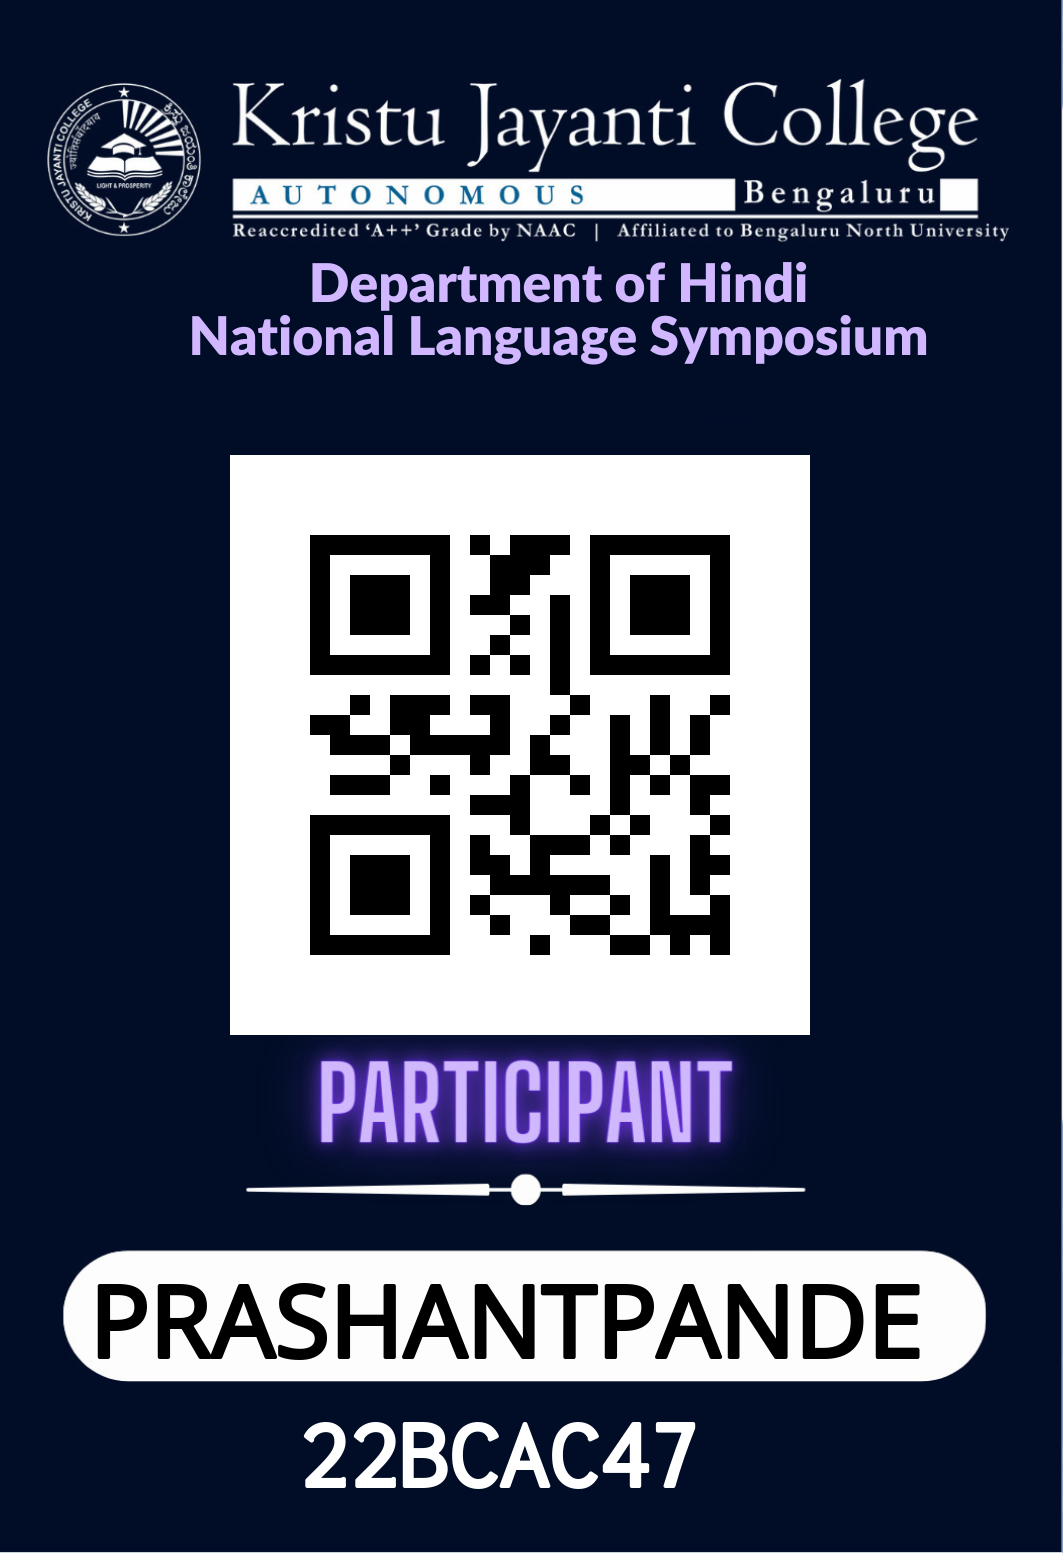 KRISTU JAYANTI COLLEGE
LIGHT & PROSPERITY
Kristu Jayanti College
AUTONOMOUS Bengaluru
Reaccredited ‘A++’ Grade by NAAC | Affiliated to Bengaluru North University
Department of Hindi
National Language Symposium
PARTICIPANT
PRASHANTPANDE
22BCAC47